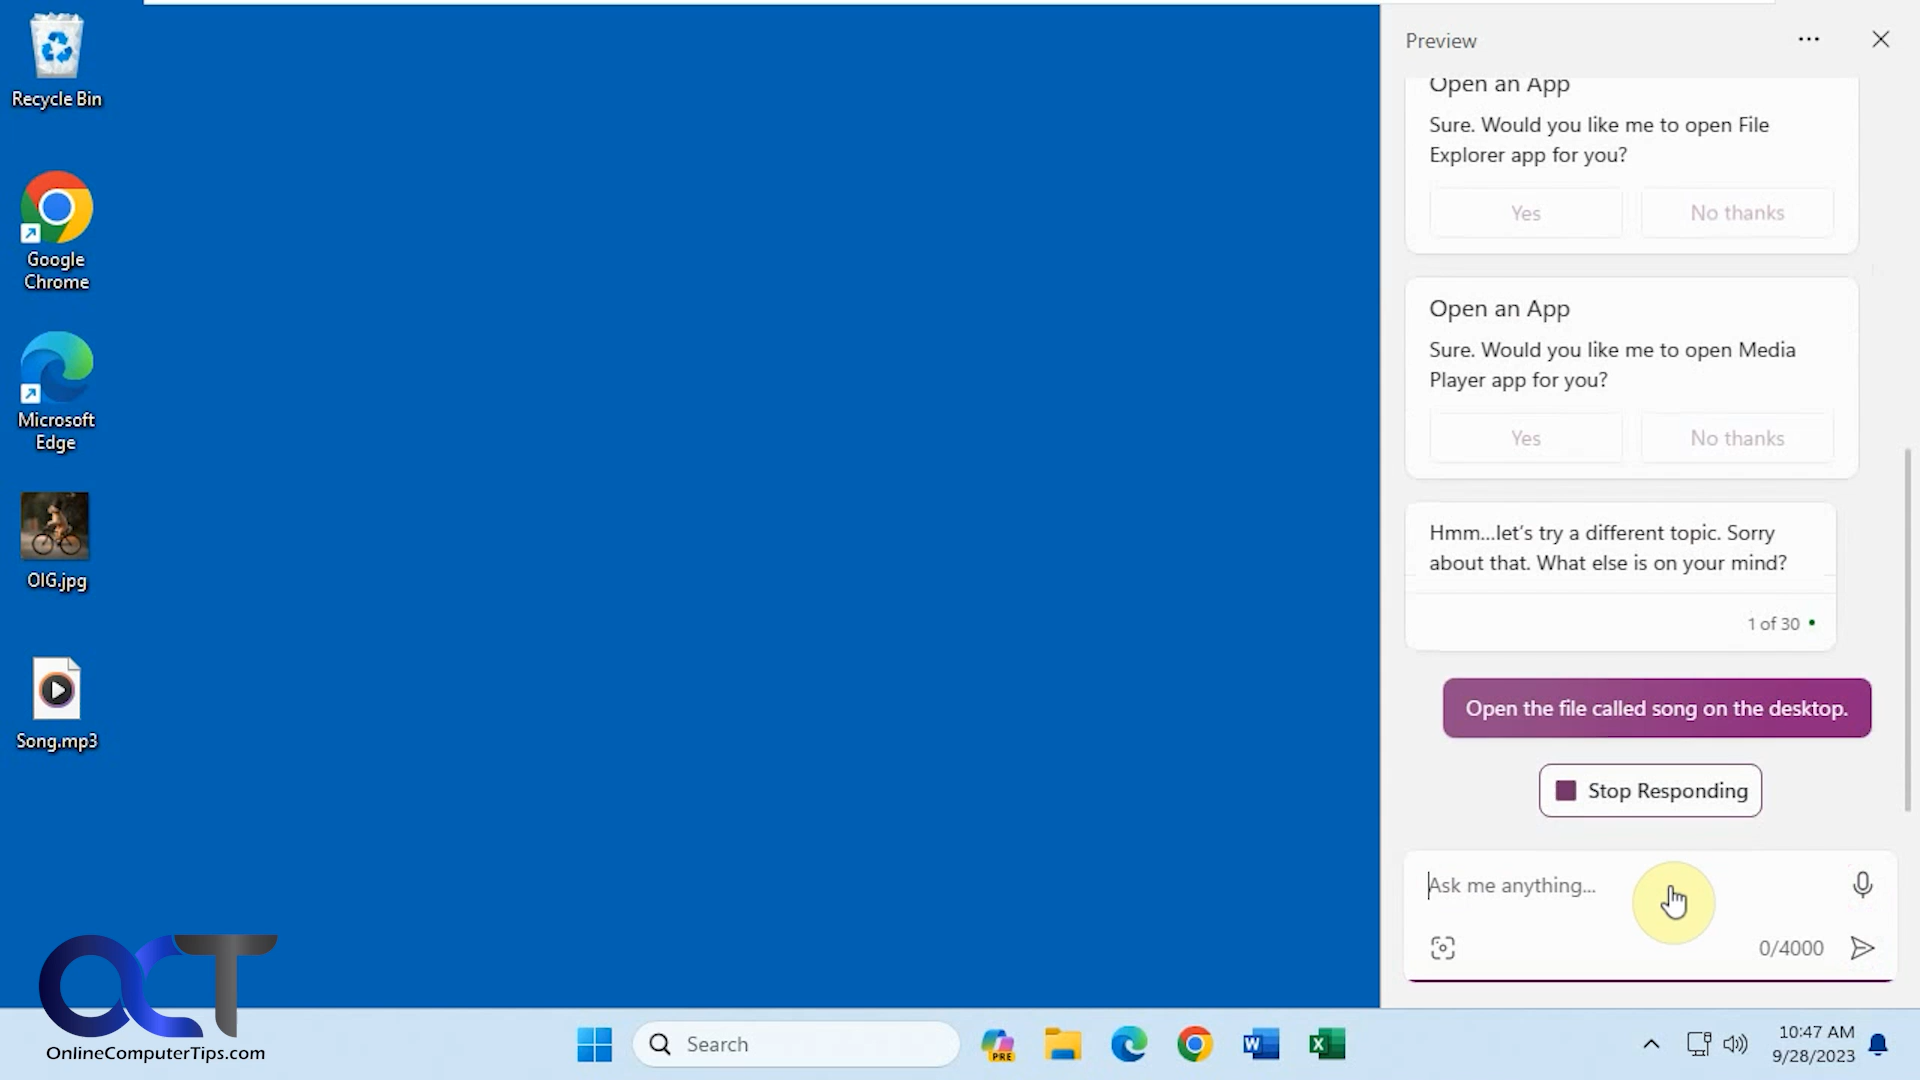 Recycle Bin
Google
Chrome
Microsoft
Edge
OIG.jpg
Song.mp3
OCT
OnlineComputerTips.com
Preview
Open an App
Sure. Would you like me to open File
Explorer app for you?
Yes
No thanks
Open an App
Sure. Would you like me to open Media
Player app for you?
Yes
No thanks
Hmm...let's try a different topic. Sorry
about that. What else is on your mind?
1 of 30
Open the file called song on the desktop.
Stop Responding
Ask me anything...
0/4000
Search
PRE
W
X
10:47 AM
9/28/2023